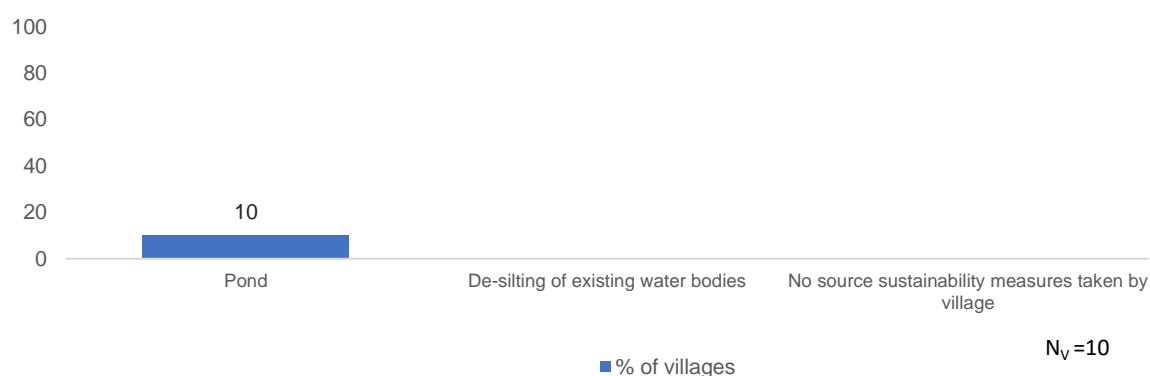 100
80
60
40
20
0
10
Pond
De-silting of existing water bodies
No source sustainability measures taken by
village
% of villages
NV =10